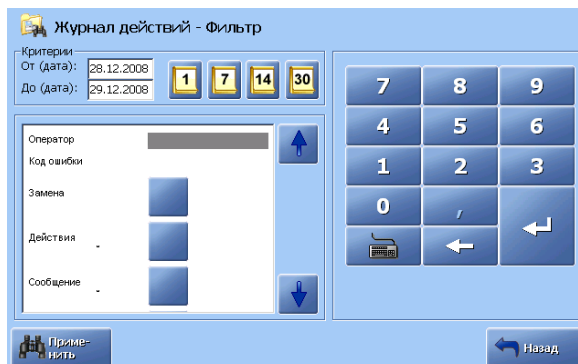 Журнал действий - Фильтр
Критерии
От (дата): 28.12.2008
До (дата): 29.12.2008
1 7 14 30
Оператор
Код ошибки
Замена
Действия -
Сообщение -
7 8 9
4 5 6
1 2 3
0 ,
Приме-
нить
Назад